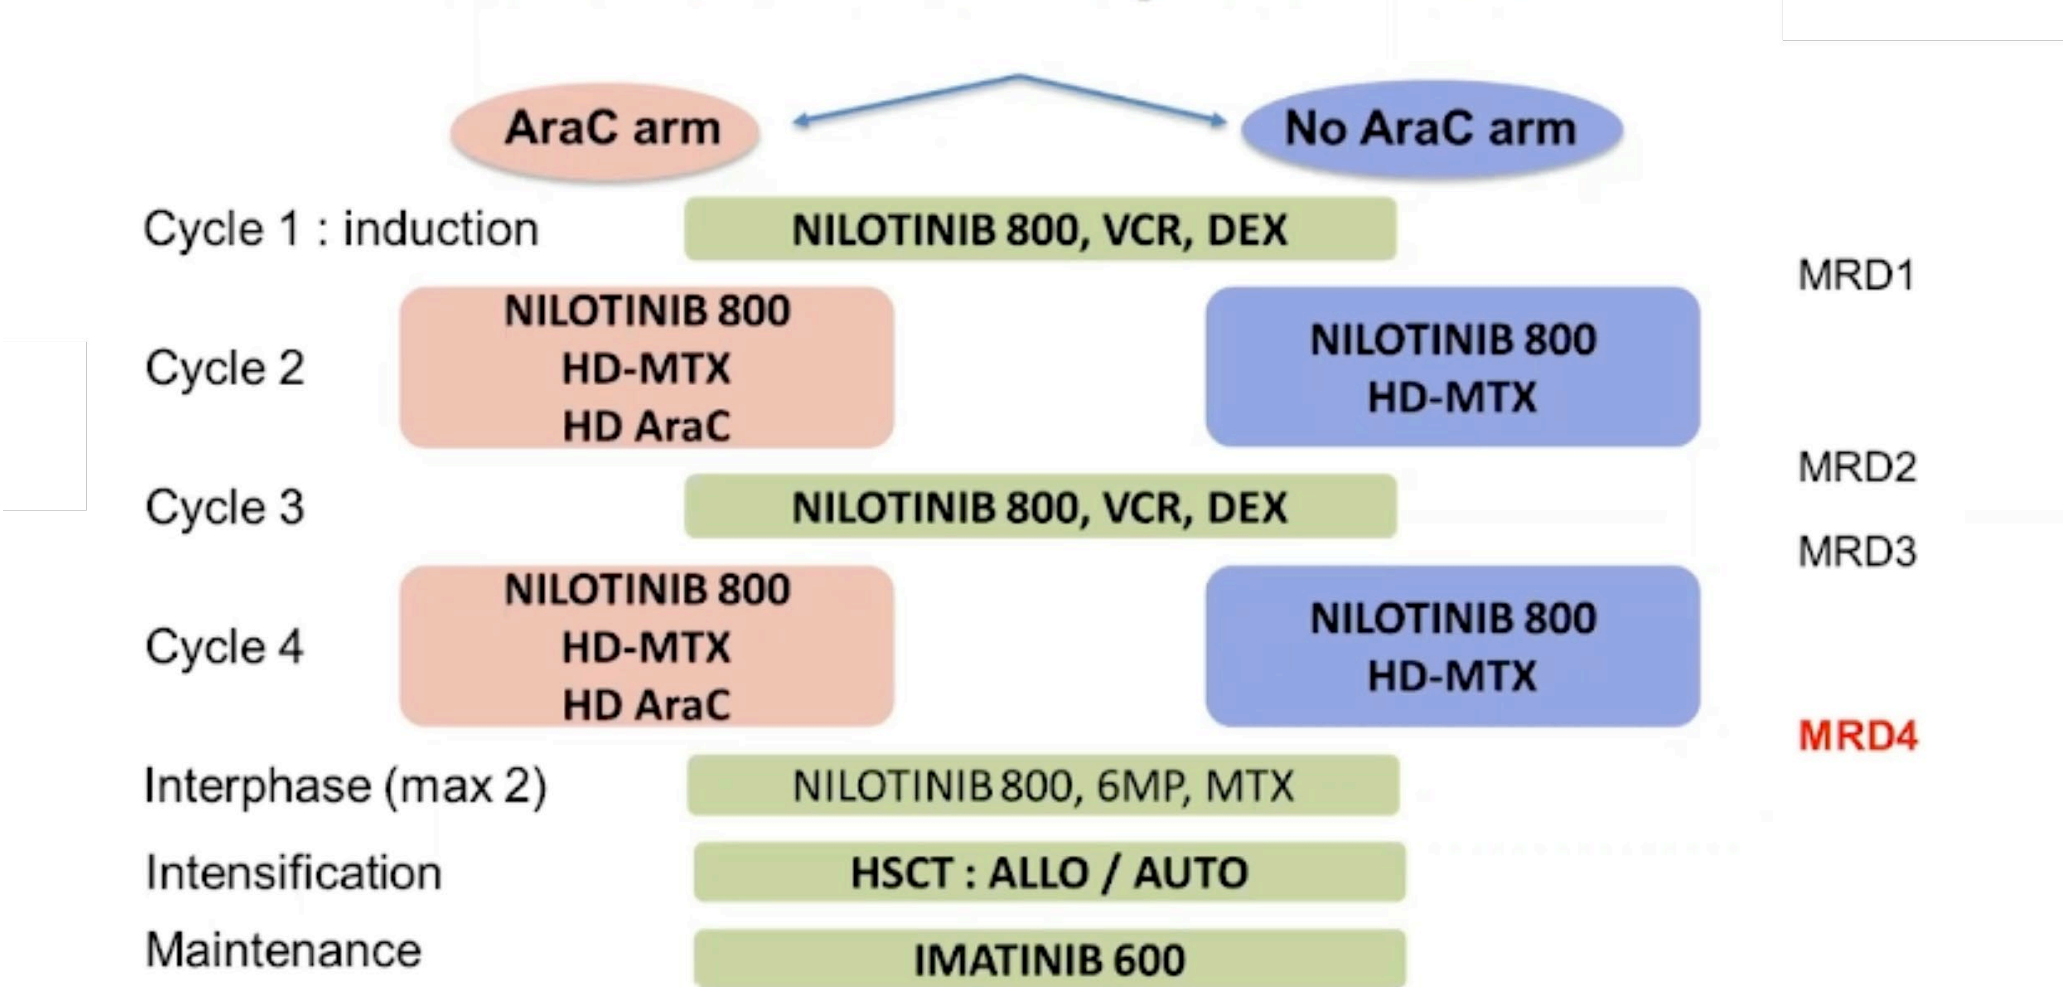 AraC arm
No AraC arm
Cycle 1 : induction
NILOTINIB 800, VCR, DEX
MRD1
Cycle 2
NILOTINIB 800
HD-MTX
HD AraC
NILOTINIB 800
HD-MTX
MRD2
Cycle 3
NILOTINIB 800, VCR, DEX
MRD3
Cycle 4
NILOTINIB 800
HD-MTX
HD AraC
NILOTINIB 800
HD-MTX
MRD4
Interphase (max 2)
NILOTINIB 800, 6MP, MTX
Intensification
HSCT : ALLO / AUTO
Maintenance
IMATINIB 600